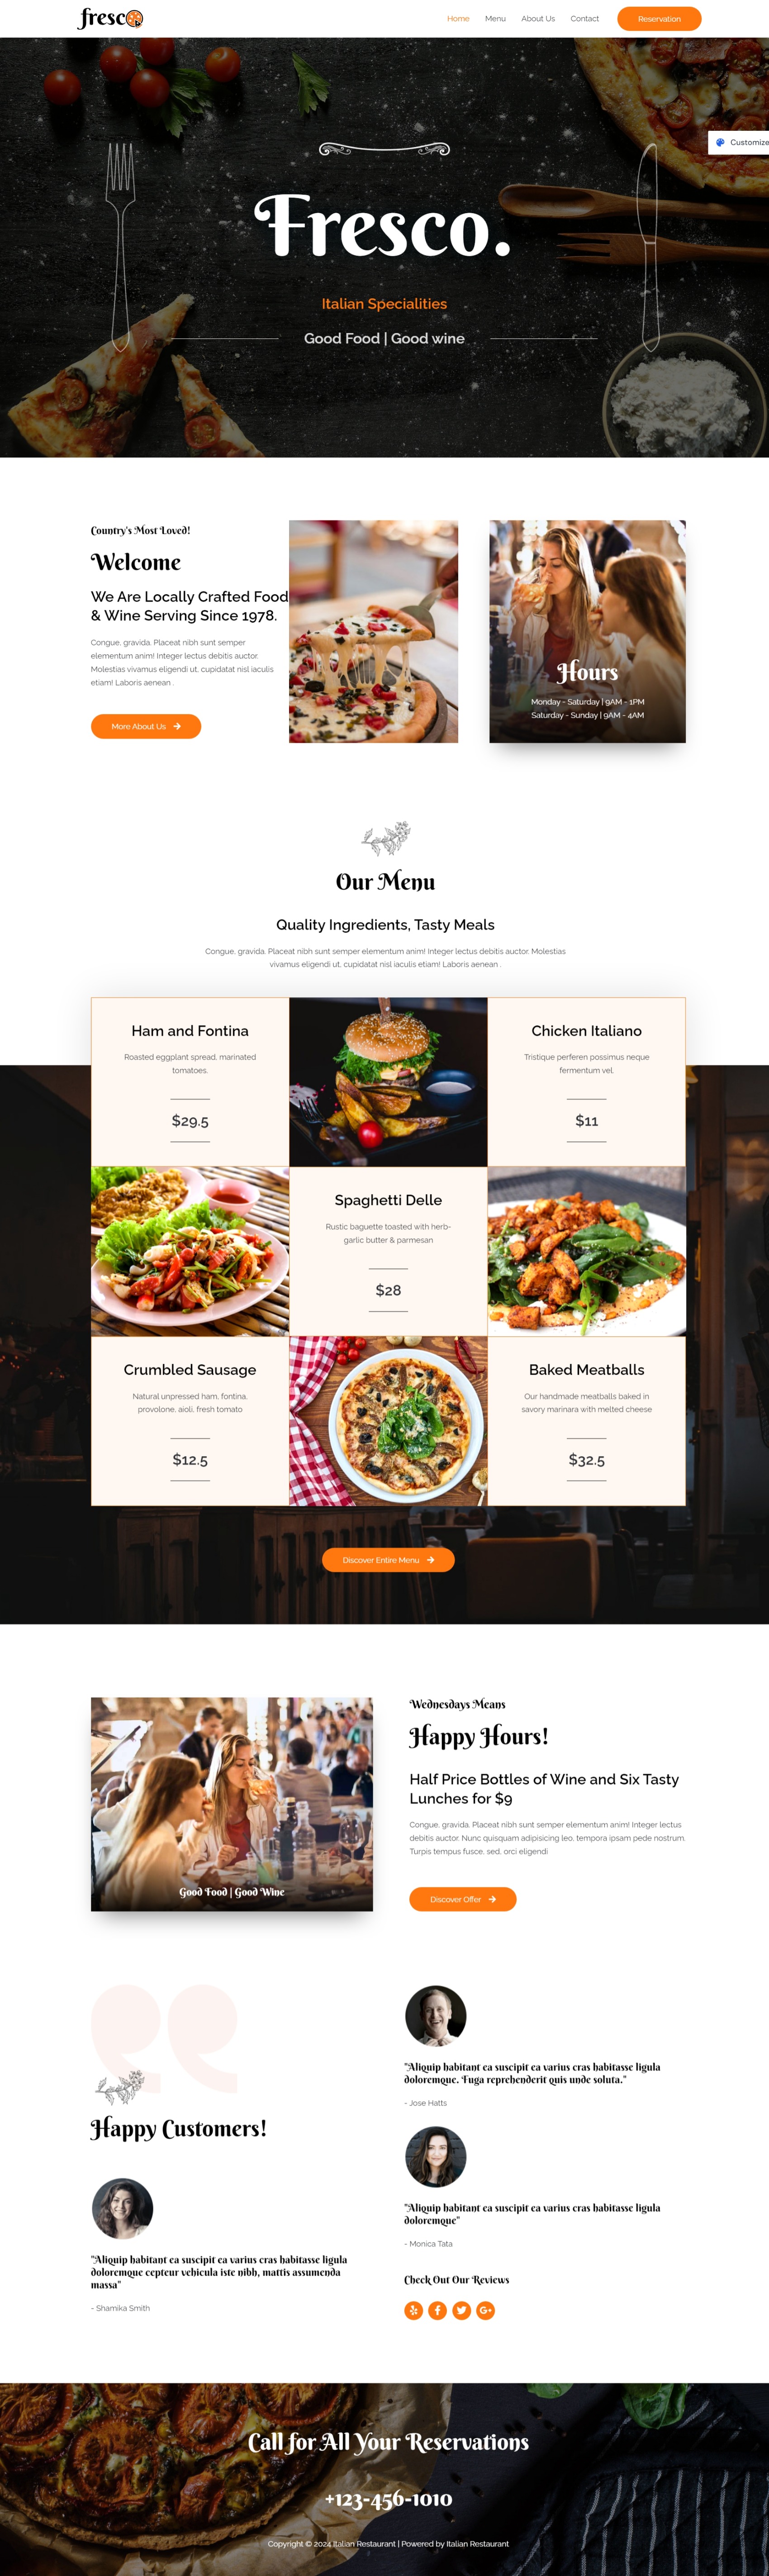 fresco
Home Menu About Us Contact Reservation
Customize
Fresco.
Italian Specialities
Good Food | Good wine
Country's Most Loved!
Welcome
We Are Locally Crafted Food
& Wine Serving Since 1978.
Congue, gravida. Placeat nibh sunt semper
elementum anim! Integer lectus debitis auctor.
Molestias vivamus eligendi ut, cupidatat nisl iaculis
etiam! Laboris aenean .
More About Us
Hours
Monday - Saturday | 9AM - 1PM
Saturday - Sunday | 9AM - 4AM
Our Menu
Quality Ingredients, Tasty Meals
Congue, gravida. Placeat nibh sunt semper elementum anim! Integer lectus debitis auctor. Molestias
vivamus eligendi ut, cupidatat nisl iaculis etiam! Laboris aenean .
Ham and Fontina
Roasted eggplant spread, marinated
tomatoes.
$29.5
Chicken Italiano
Tristique perferen possimus neque
fermentum vel.
$11
Spaghetti Delle
Rustic baguette toasted with herb-
garlic butter & parmesan
$28
Crumbled Sausage
Natural unpressed ham, fontina,
provolone, aioli, fresh tomato
$12.5
Baked Meatballs
Our handmade meatballs baked in
savory marinara with melted cheese
$32.5
Discover Entire Menu
Good Food | Good Wine
Wednesdays Means
Happy Hours!
Half Price Bottles of Wine and Six Tasty
Lunches for $9
Congue, gravida. Placeat nibh sunt semper elementum anim! Integer lectus
debitis auctor. Nunc quisquam adipisicing leo, tempora ipsam pede nostrum.
Turpis tempus fusce, sed, orci eligendi
Discover Offer
Happy Customers!
"Aliquip habitant ea suscipit ea varius cras habitasse ligula
doloremque cepteur vehicula iste nibh, mattis assumenda
massa"
- Shamika Smith
"Aliquip habitant ea suscipit ea varius cras habitasse ligula
doloremque. Fuga reprehenderit quis unde soluta."
- Jose Hatts
"Aliquip habitant ea suscipit ea varius cras habitasse ligula
doloremque"
- Monica Tata
Check Out Our Reviews
Call for All Your Reservations
+123-456-1010
Copyright © 2024 Italian Restaurant | Powered by Italian Restaurant